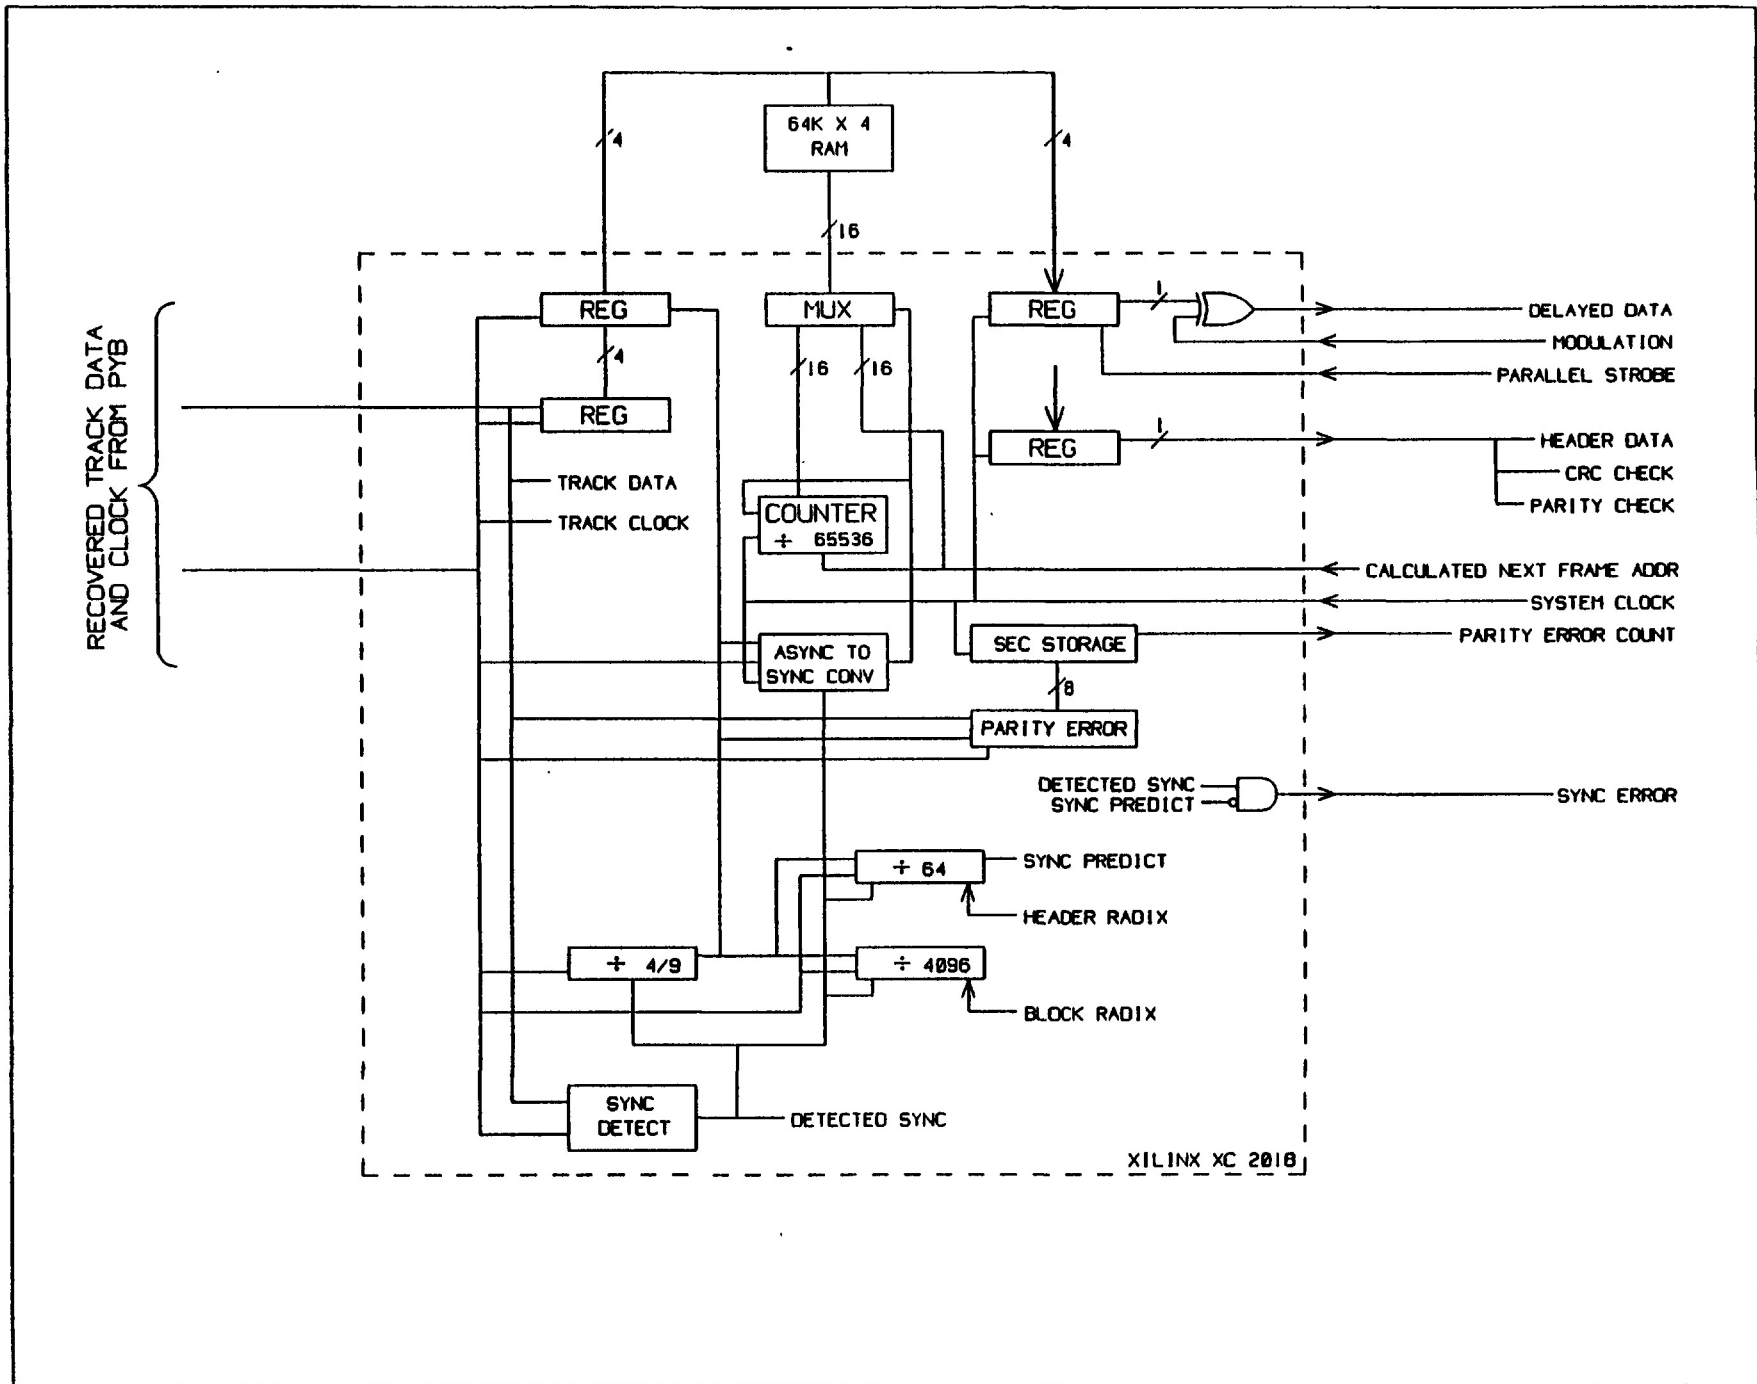 64K X 4
RAM
4
4
16
REG
MUX
REG
1
DELAYED DATA
MODULATION
4
16
16
PARALLEL STROBE
REG
REG
1
HEADER DATA
CRC CHECK
PARITY CHECK
RECOVERED TRACK DATA
AND CLOCK FROM PYB
TRACK DATA
TRACK CLOCK
COUNTER
÷ 65536
CALCULATED NEXT FRAME ADDR
SYSTEM CLOCK
PARITY ERROR COUNT
ASYNC TO
SYNC CONV
SEC STORAGE
8
PARITY ERROR
DETECTED SYNC
SYNC PREDICT
SYNC ERROR
÷ 64
SYNC PREDICT
HEADER RADIX
÷ 4/9
÷ 4096
BLOCK RADIX
SYNC
DETECT
DETECTED SYNC
XILINX XC 2018